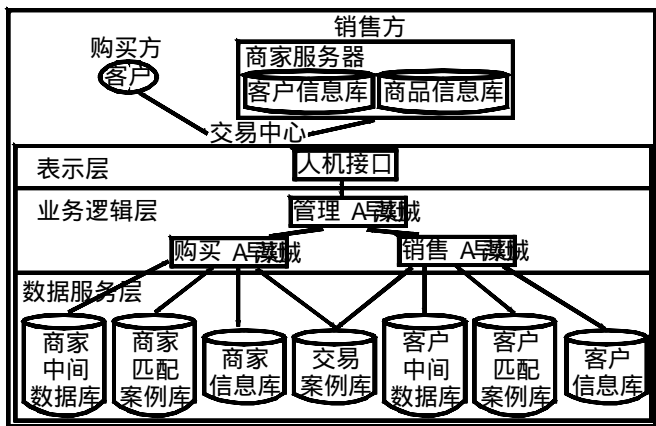 销售方
购买方
商家服务器
客户
客户信息库
商品信息库
交易中心
表示层
人机接口
业务逻辑层
管理 A
购买 A
销售 A
数据服务层
商家
中间
数据库
商家
匹配
案例库
商家
信息库
交易
案例库
客户
中间
数据库
客户
匹配
案例库
客户
信息库